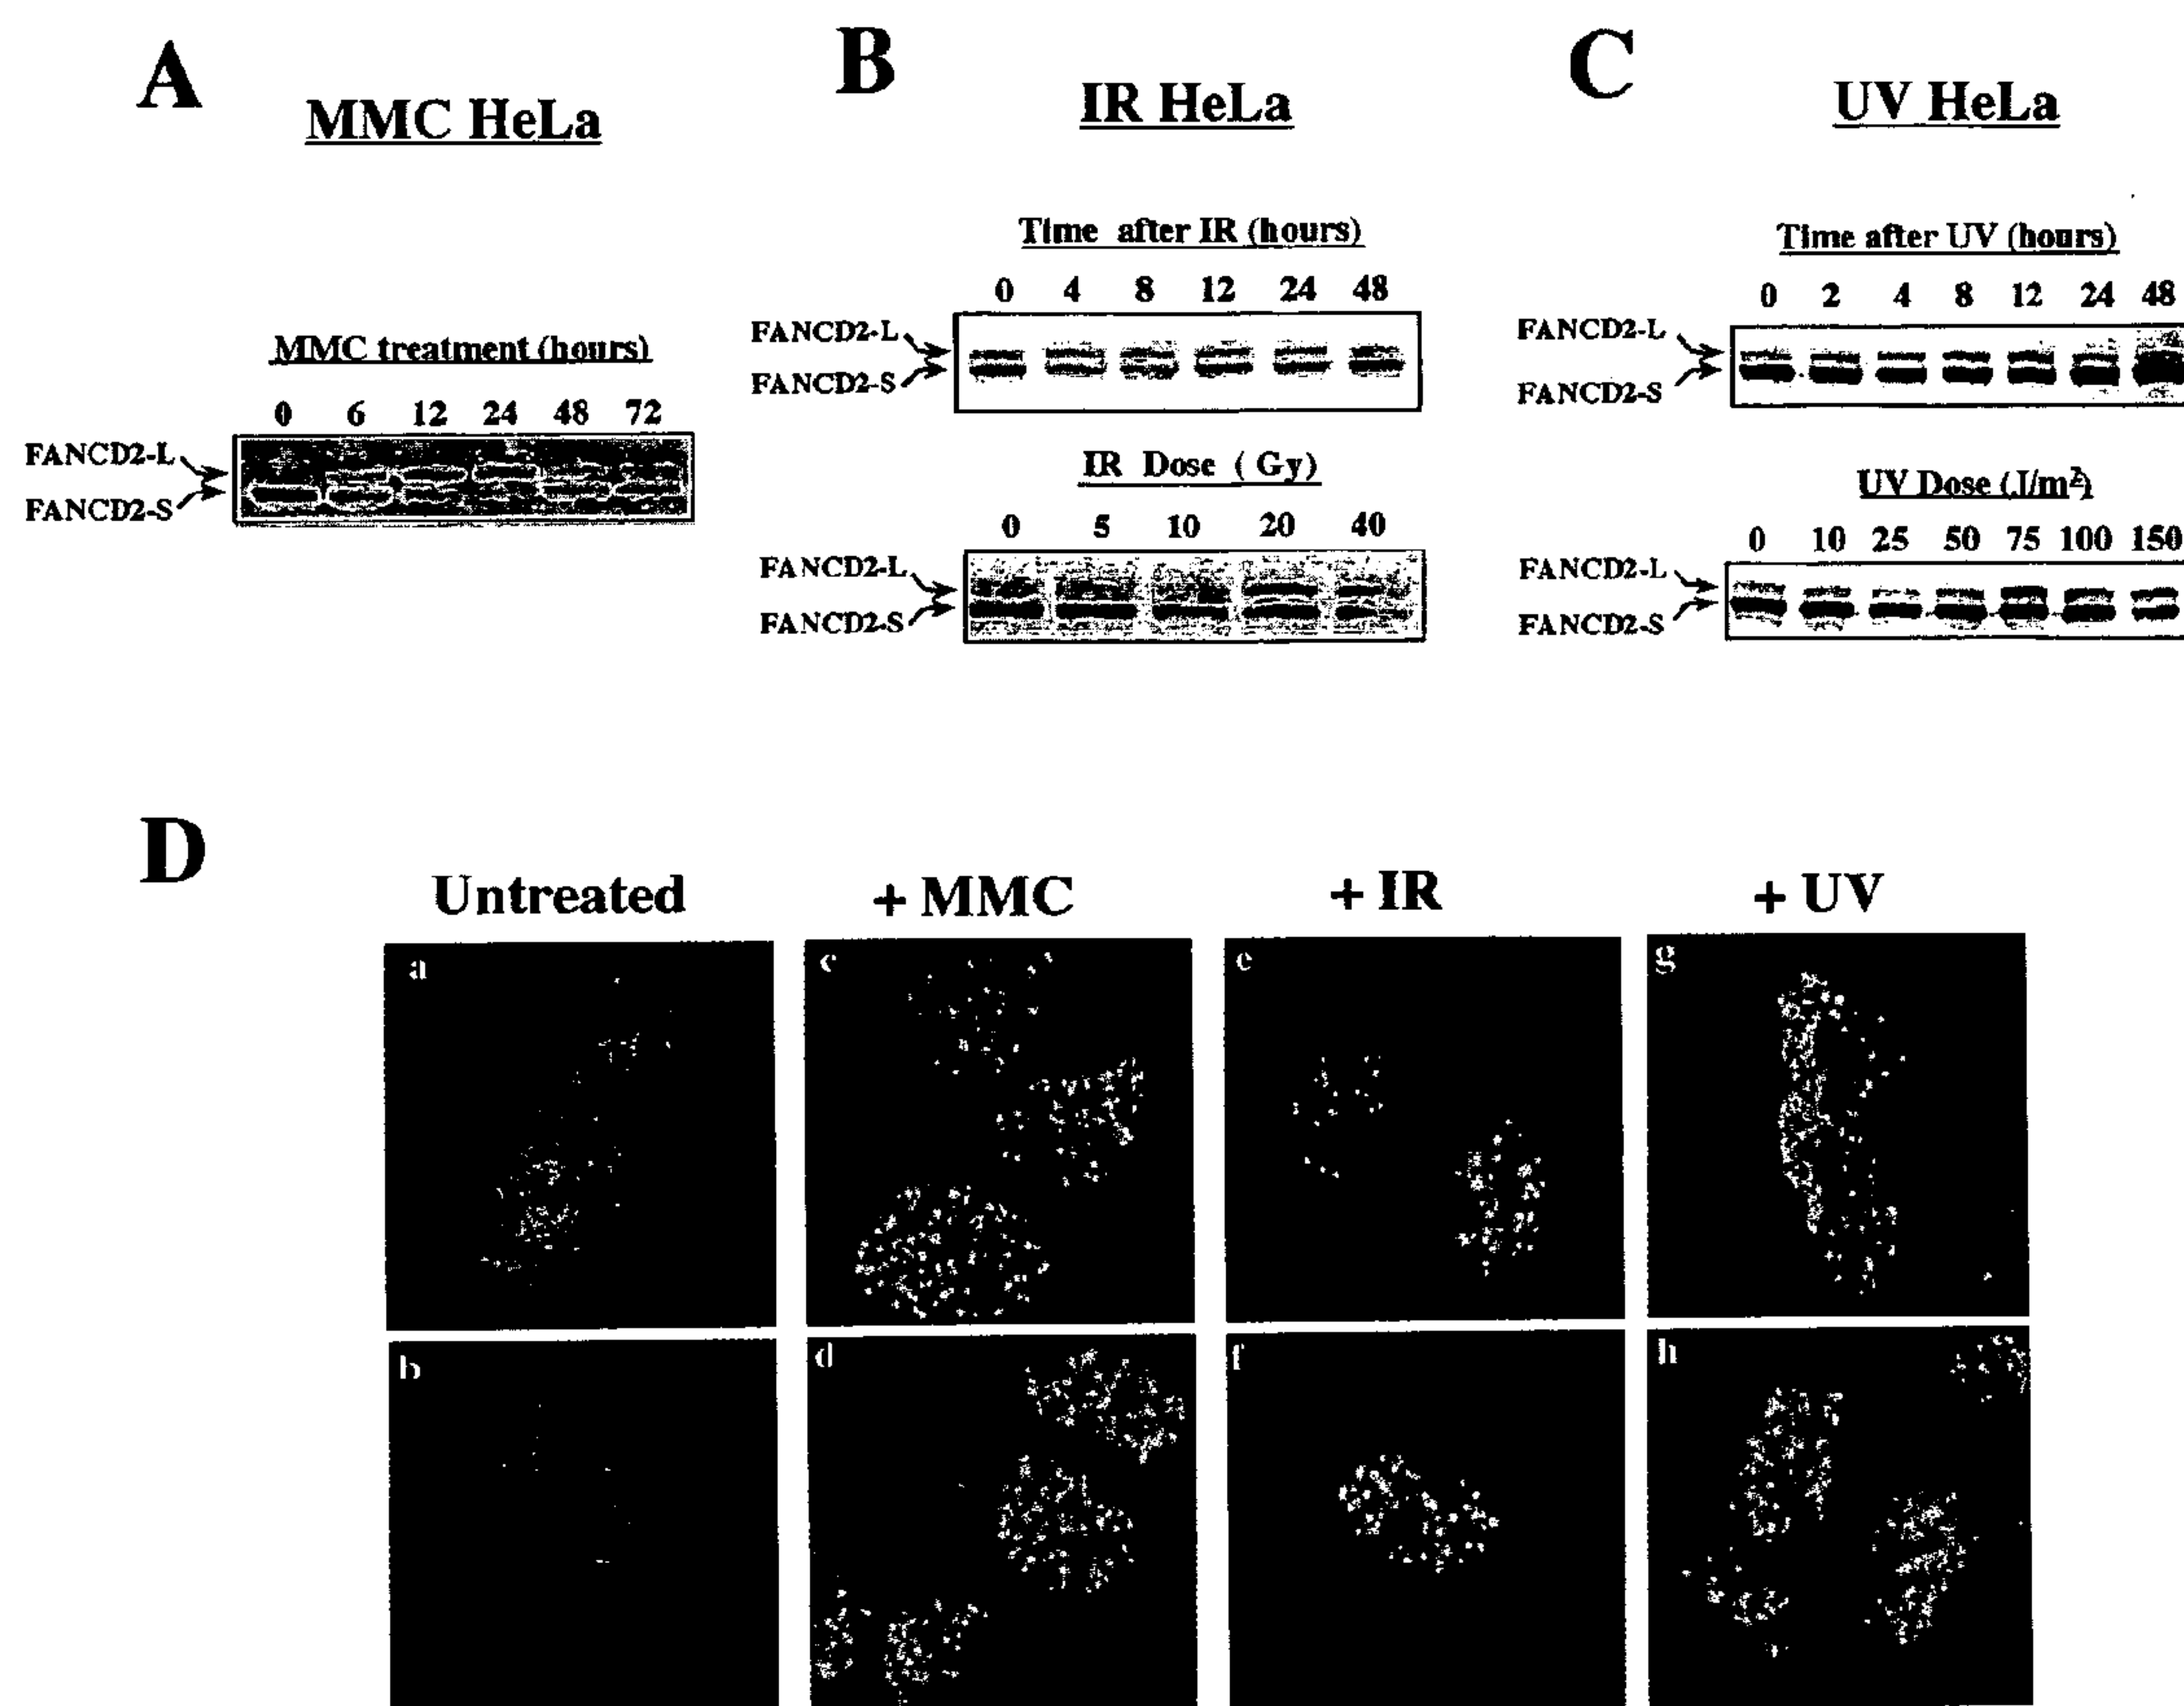 A
MMC HeLa
MMC treatment (hours)
0 6 12 24 48 72
FANCD2-L
FANCD2-S
B
IR HeLa
Time after IR (hours)
0 4 8 12 24 48
FANCD2-L
FANCD2-S
IR Dose ( Gy)
0 5 10 20 40
FANCD2-L
FANCD2-S
C
UV HeLa
Time after UV (hours)
0 2 4 8 12 24 48
FANCD2-L
FANCD2-S
UV Dose (J/m²)
0 10 25 50 75 100 150
FANCD2-L
FANCD2-S
D
Untreated + MMC + IR + UV
a c e g
b d f h